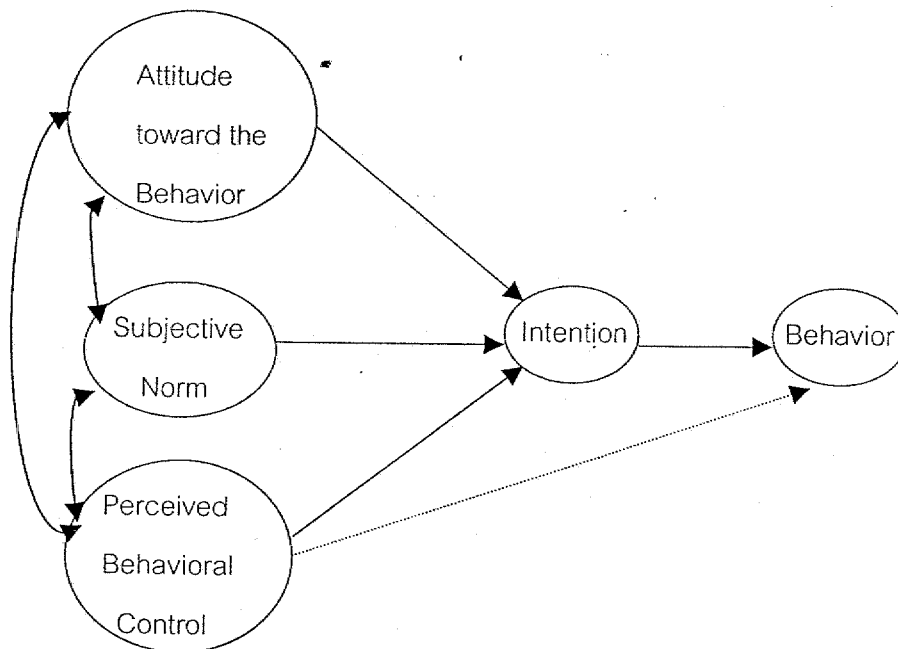 Attitude
toward the
Behavior
Subjective
Norm
Intention
Behavior
Perceived
Behavioral
Control